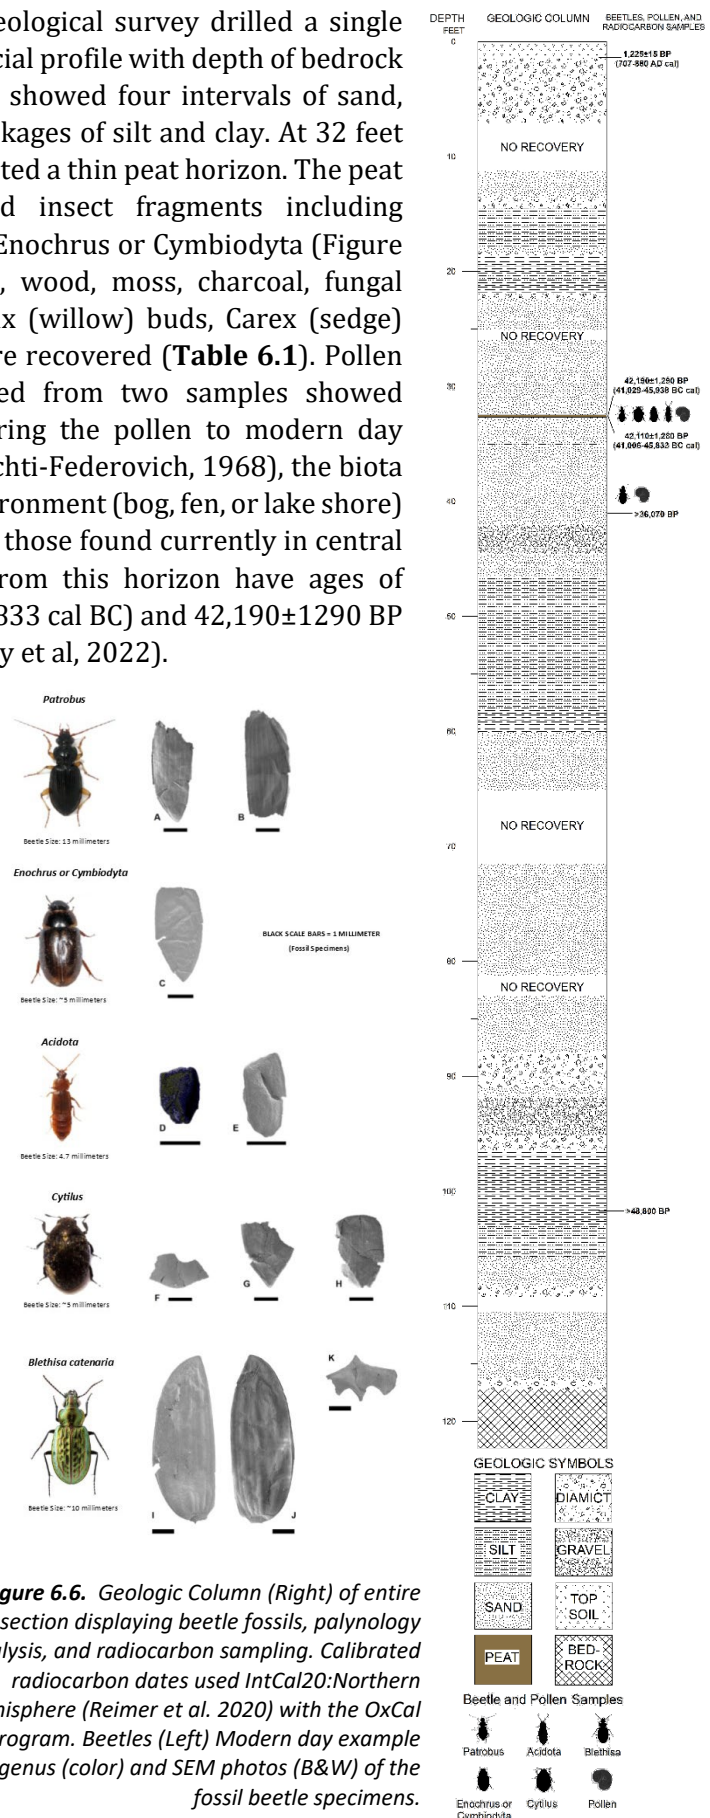 eological survey drilled a single
cial profile with depth of bedrock
showed four intervals of sand,
kages of silt and clay. At 32 feet
ted a thin peat horizon. The peat
d insect fragments including
Enochrus or Cymbiodyta (Figure
, wood, moss, charcoal, fungal
x (willow) buds, Carex (sedge)
re recovered (Table 6.1). Pollen
ed from two samples showed
ring the pollen to modern day
chti-Federovich, 1968), the biota
ronment (bog, fen, or lake shore)
those found currently in central
rom this horizon have ages of
833 cal BC) and 42,190±1290 BP
y et al, 2022).
Patrobus
A
B
Beetle Size: 13 millimeters
Enochrus or Cymbiodyta
BLACK SCALE BARS = 1 MILLIMETER
(Fossil Specimens)
C
Beetle Size: ~5 millimeters
Acidota
D
E
Beetle Size: 4.7 millimeters
Cytilus
F
G
H
Beetle Size: ~5 millimeters
Blethisa catenaria
K
I
J
Beetle Size: ~10 millimeters
gure 6.6. Geologic Column (Right) of entire
section displaying beetle fossils, palynology
alysis, and radiocarbon sampling. Calibrated
radiocarbon dates used IntCal20:Northern
nisphere (Reimer et al. 2020) with the OxCal
rogram. Beetles (Left) Modern day example
genus (color) and SEM photos (B&W) of the
fossil beetle specimens.
DEPTH
FEET
GEOLOGIC COLUMN
BEETLES, POLLEN, AND
RADIOCARBON SAMPLES
0
1,225±15 BP
(707-880 AD cal)
10
NO RECOVERY
20
NO RECOVERY
30
42,190±1,290 BP
(41,029-45,938 BC cal)
42,110±1,280 BP
(41,006-45,833 BC cal)
40
>36,070 BP
50
60
NO RECOVERY
70
80
NO RECOVERY
90
100
>48,800 BP
110
120
GEOLOGIC SYMBOLS
CLAY
DIAMICT
SILT
GRAVEL
SAND
TOP
SOIL
PEAT
BED-
ROCK
Beetle and Pollen Samples
Patrobus
Acidota
Blethisa
Enochrus or
Cymbiodyta
Cytilus
Pollen